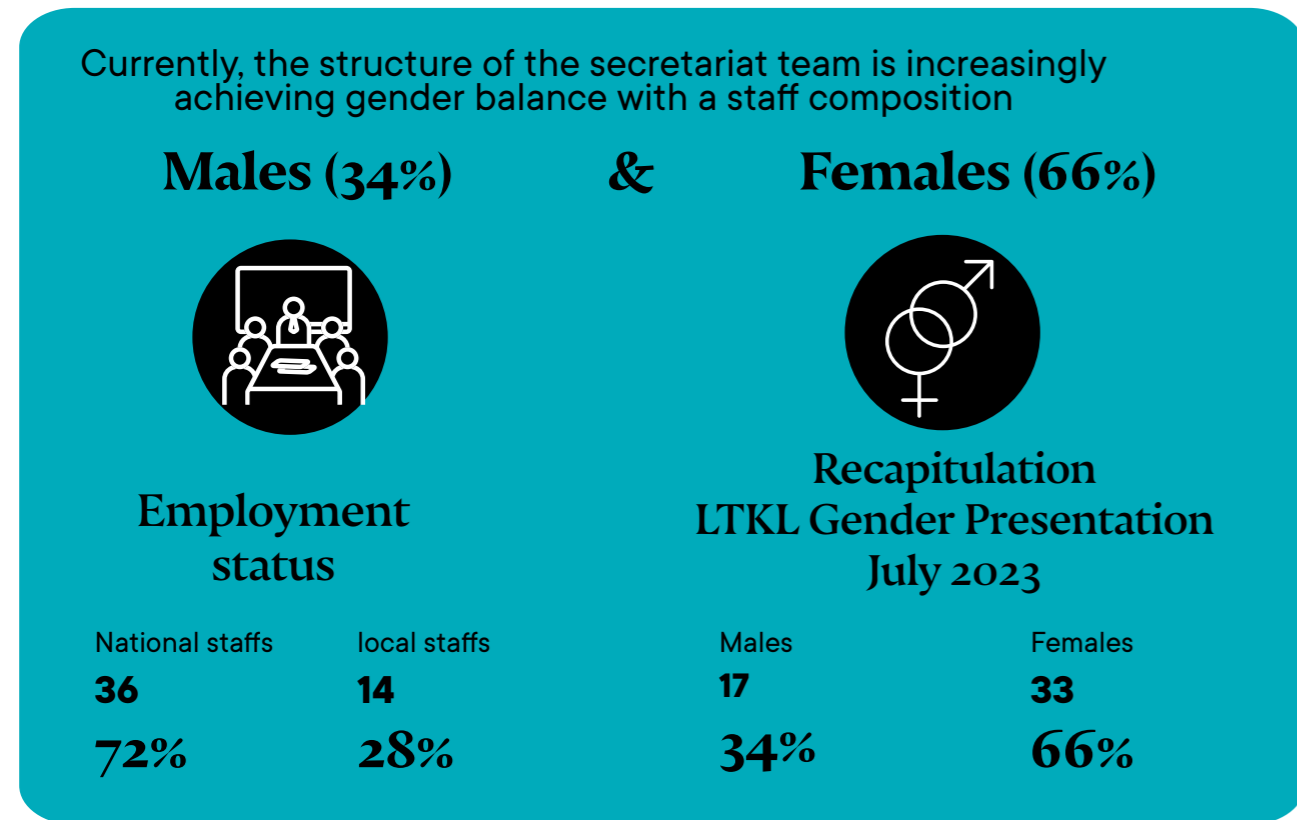 Currently, the structure of the secretariat team is increasingly
achieving gender balance with a staff composition
Males (34%) & Females (66%)
Employment
status
National staffs local staffs
36 14
72% 28%
Recapitulation
LTKL Gender Presentation
July 2023
Males Females
17 33
34% 66%